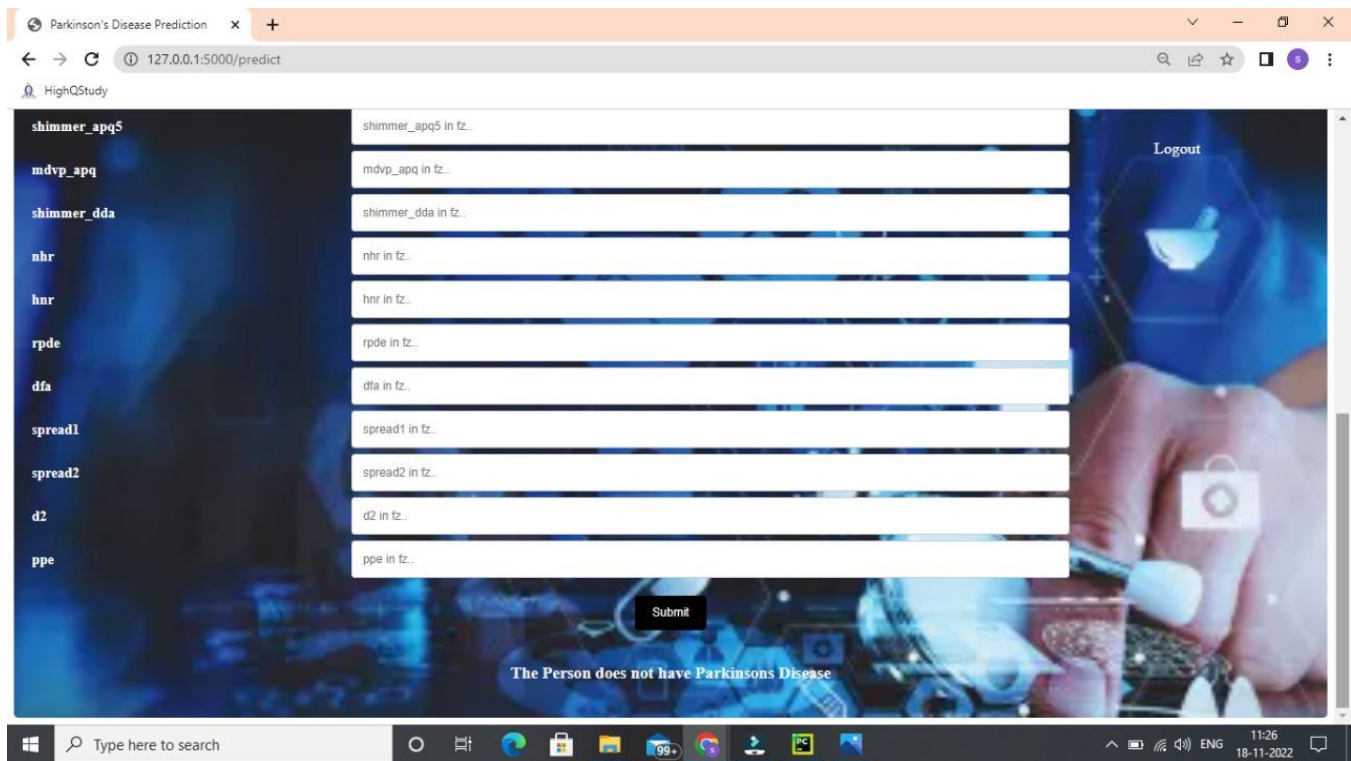 Parkinson's Disease Prediction
127.0.0.1:5000/predict
S
HighQStudy
Logout
shimmer_apq5 shimmer_apq5 in fz..
mdvp_apq mdvp_apq in fz..
shimmer_dda shimmer_dda in fz..
nhr nhr in fz..
hnr hnr in fz..
rpde rpde in fz..
dfa dfa in fz..
spread1 spread1 in fz..
spread2 spread2 in fz..
d2 d2 in fz..
ppe ppe in fz..
Submit
The Person does not have Parkinsons Disease
Type here to search
99+
PC
ENG
11:26
18-11-2022